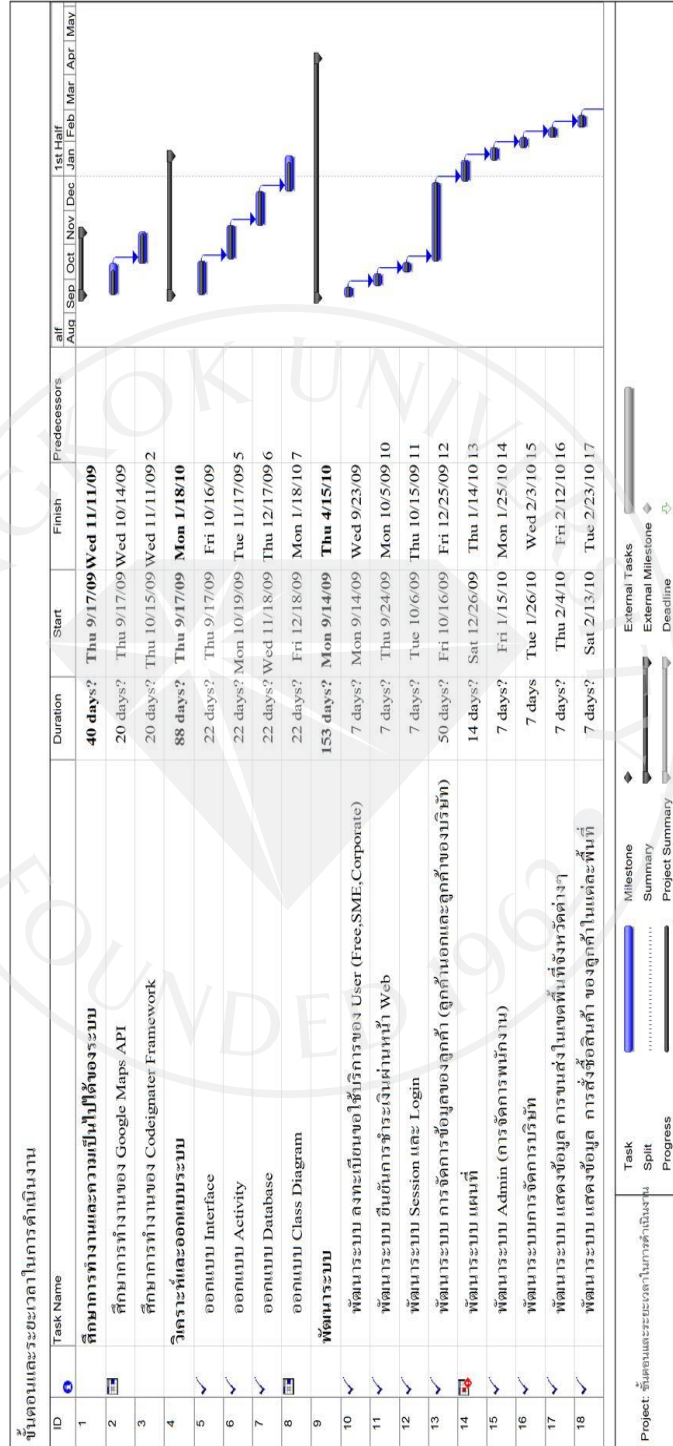 ขั้นตอนและระยะเวลาในการดำเนินงาน
ID Task Name Duration Start Finish Predecessors alf 1st Half
Aug Sep Oct Nov Dec Jan Feb Mar Apr May
1 ศึกษาการทำงานและความเป็นไปได้ของระบบ 40 days? Thu 9/17/09 Wed 11/11/09
2 ศึกษาการทำงานของ Google Maps API 20 days? Thu 9/17/09 Wed 10/14/09
3 ศึกษาการทำงานของ Codeignater Framework 20 days? Thu 10/15/09 Wed 11/11/09 2
4 วิเคราะห์และออกแบบระบบ 88 days? Thu 9/17/09 Mon 1/18/10
5 ออกแบบ Interface 22 days? Thu 9/17/09 Fri 10/16/09
6 ออกแบบ Activity 22 days? Mon 10/19/09 Tue 11/17/09 5
7 ออกแบบ Database 22 days? Wed 11/18/09 Thu 12/17/09 6
8 ออกแบบ Class Diagram 22 days? Fri 12/18/09 Mon 1/18/10 7
9 พัฒนาระบบ 153 days? Mon 9/14/09 Thu 4/15/10
10 พัฒนาระบบ ลงทะเบียนขอใช้บริการของ User (Free,SME,Corporate) 7 days? Mon 9/14/09 Wed 9/23/09
11 พัฒนาระบบ ยืนยันการชำระเงินผ่านหน้า Web 7 days? Thu 9/24/09 Mon 10/5/09 10
12 พัฒนาระบบ Session และ Login 7 days? Tue 10/6/09 Thu 10/15/09 11
13 พัฒนาระบบ การจัดการข้อมูลของลูกค้า (ลูกค้านอกและลูกค้าของบริษัท) 50 days? Fri 10/16/09 Fri 12/25/09 12
14 พัฒนาระบบ แผนที่ 14 days? Sat 12/26/09 Thu 1/14/10 13
15 พัฒนาระบบ Admin (การจัดการพนักงาน) 7 days? Fri 1/15/10 Mon 1/25/10 14
16 พัฒนาระบบการจัดการบริษัท 7 days Tue 1/26/10 Wed 2/3/10 15
17 พัฒนาระบบ แสดงข้อมูล การขนส่งในเขตพื้นที่จังหวัดต่างๆ 7 days? Thu 2/4/10 Fri 2/12/10 16
18 พัฒนาระบบ แสดงข้อมูล การสั่งซื้อสินค้า ของลูกค้าในแต่ละพื้นที่ 7 days? Sat 2/13/10 Tue 2/23/10 17
Project: ขั้นตอนและระยะเวลาในการดำเนินงาน
Task Milestone External Tasks
Split Summary External Milestone
Progress Project Summary Deadline
BANGKOK UNIVERSITY
FOUNDED 1962